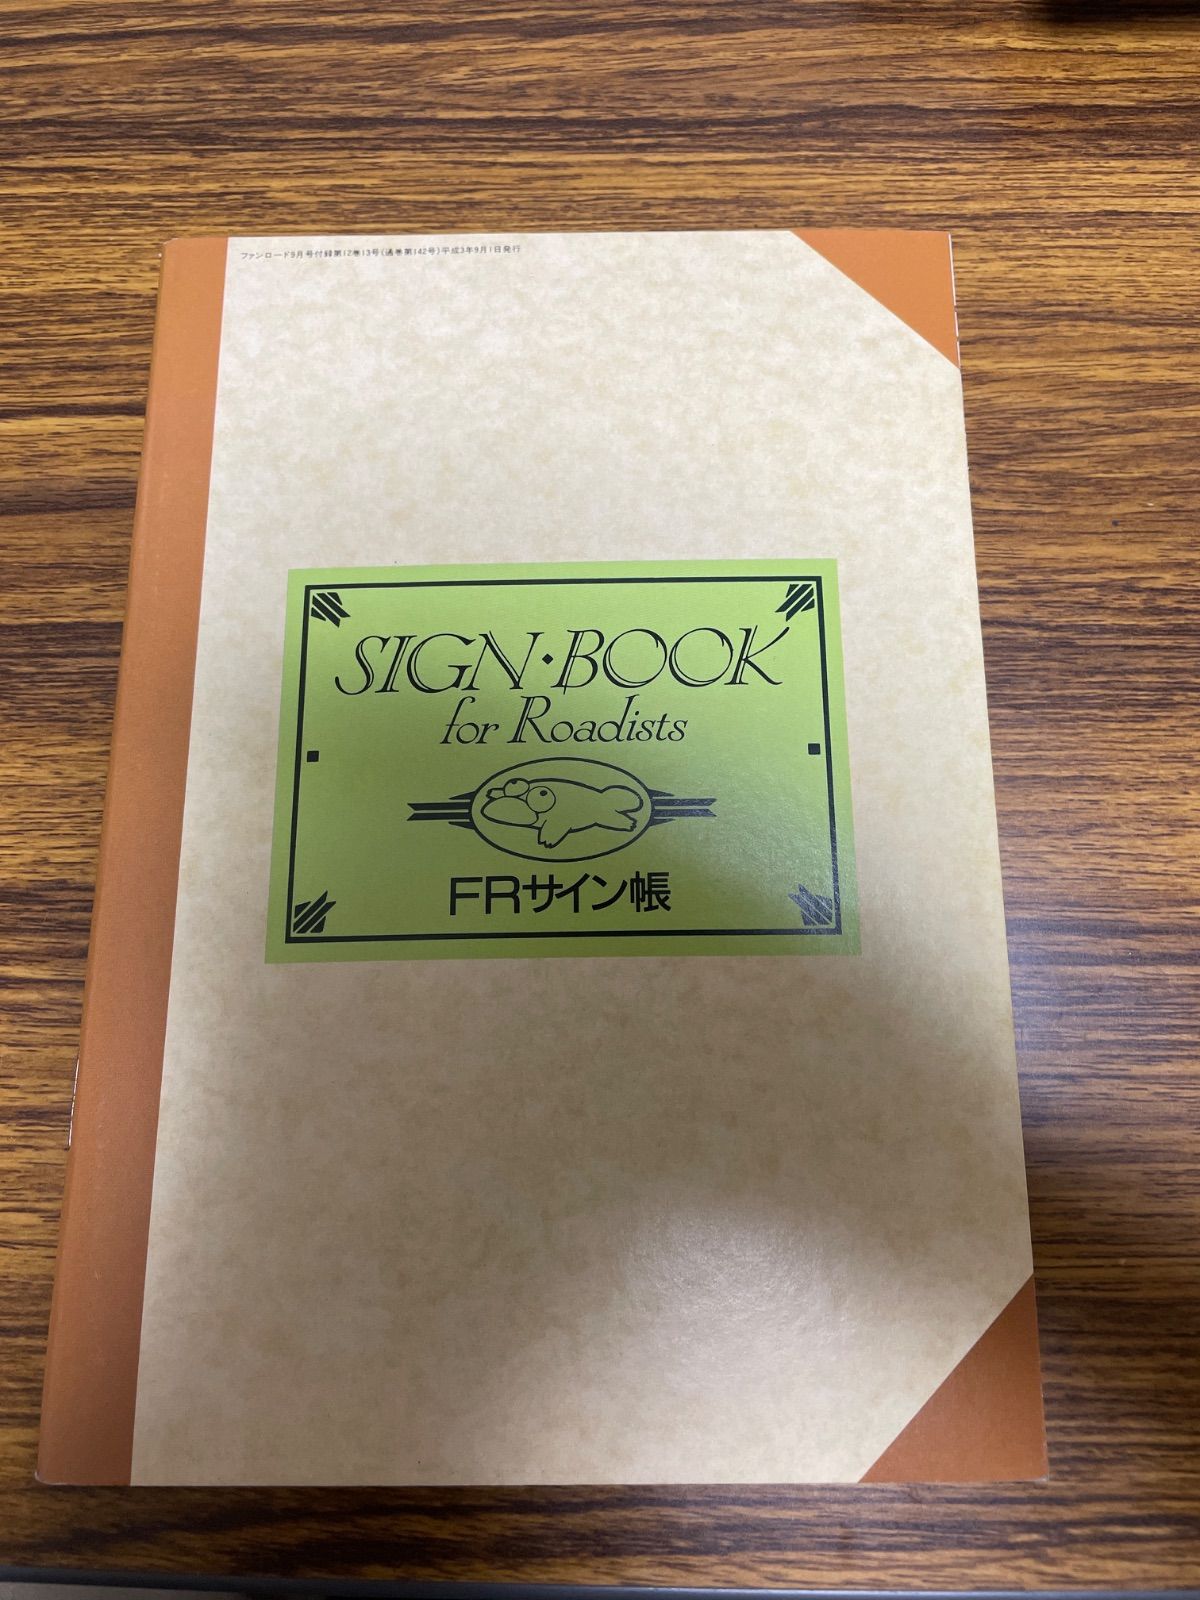 ファンロード9月号付録第12巻13号(通巻第142号)平成3年9月1日発行
SIGN・BOOK
for Roadists
FRサイン帳